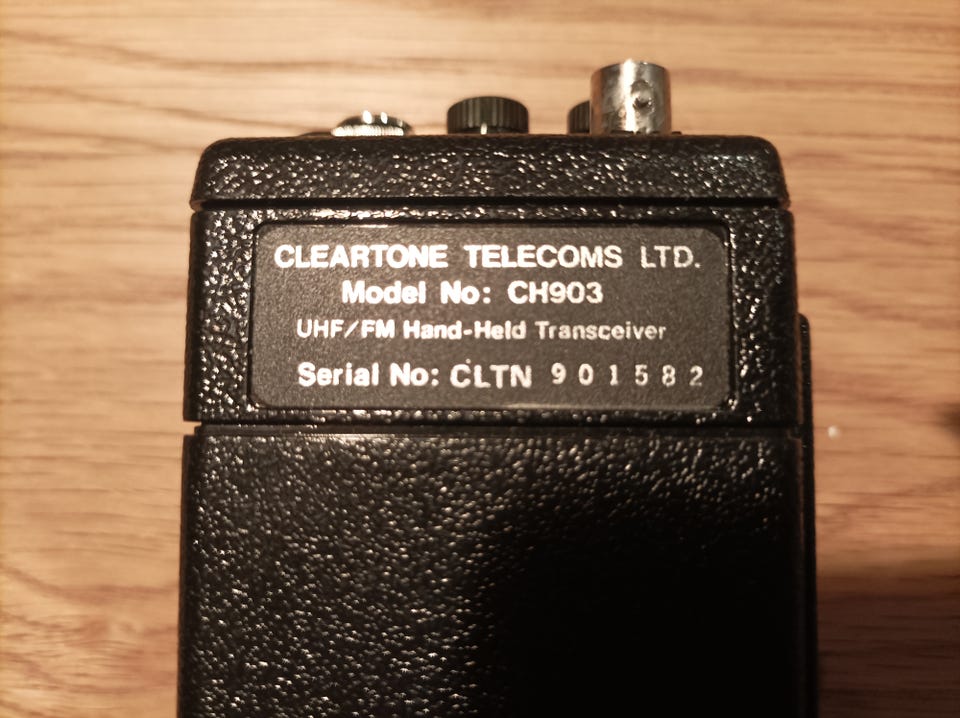 CLEARTONE TELECOMS LTD.
Model No: CH903
UHF/FM Hand-Held Transceiver
Serial No: CLTN 901582